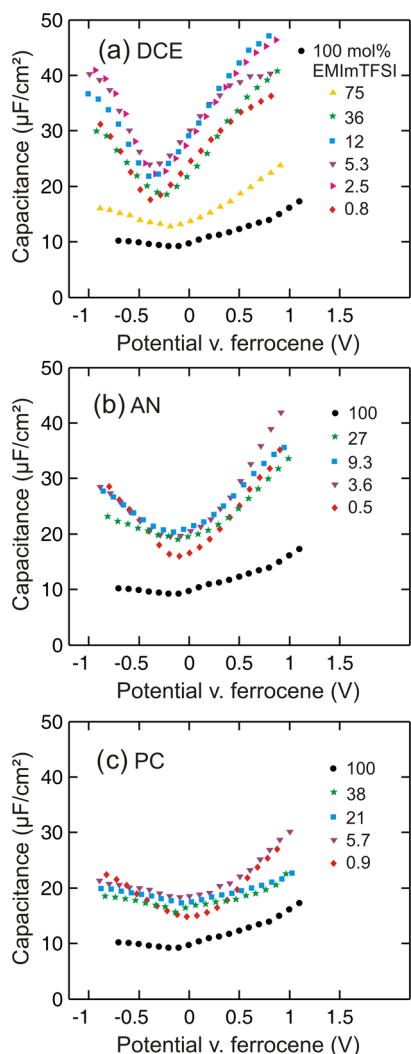 50
40
30
20
10
0
Capacitance (µF/cm²)
(a) DCE
100 mol%
EMImTFSI
75
36
12
5.3
2.5
0.8
-1 -0.5 0 0.5 1 1.5
Potential v. ferrocene (V)
50
40
30
20
10
0
Capacitance (µF/cm²)
(b) AN
100
27
9.3
3.6
0.5
-1 -0.5 0 0.5 1 1.5
Potential v. ferrocene (V)
50
40
30
20
10
0
Capacitance (µF/cm²)
(c) PC
100
38
21
5.7
0.9
-1 -0.5 0 0.5 1 1.5
Potential v. ferrocene (V)